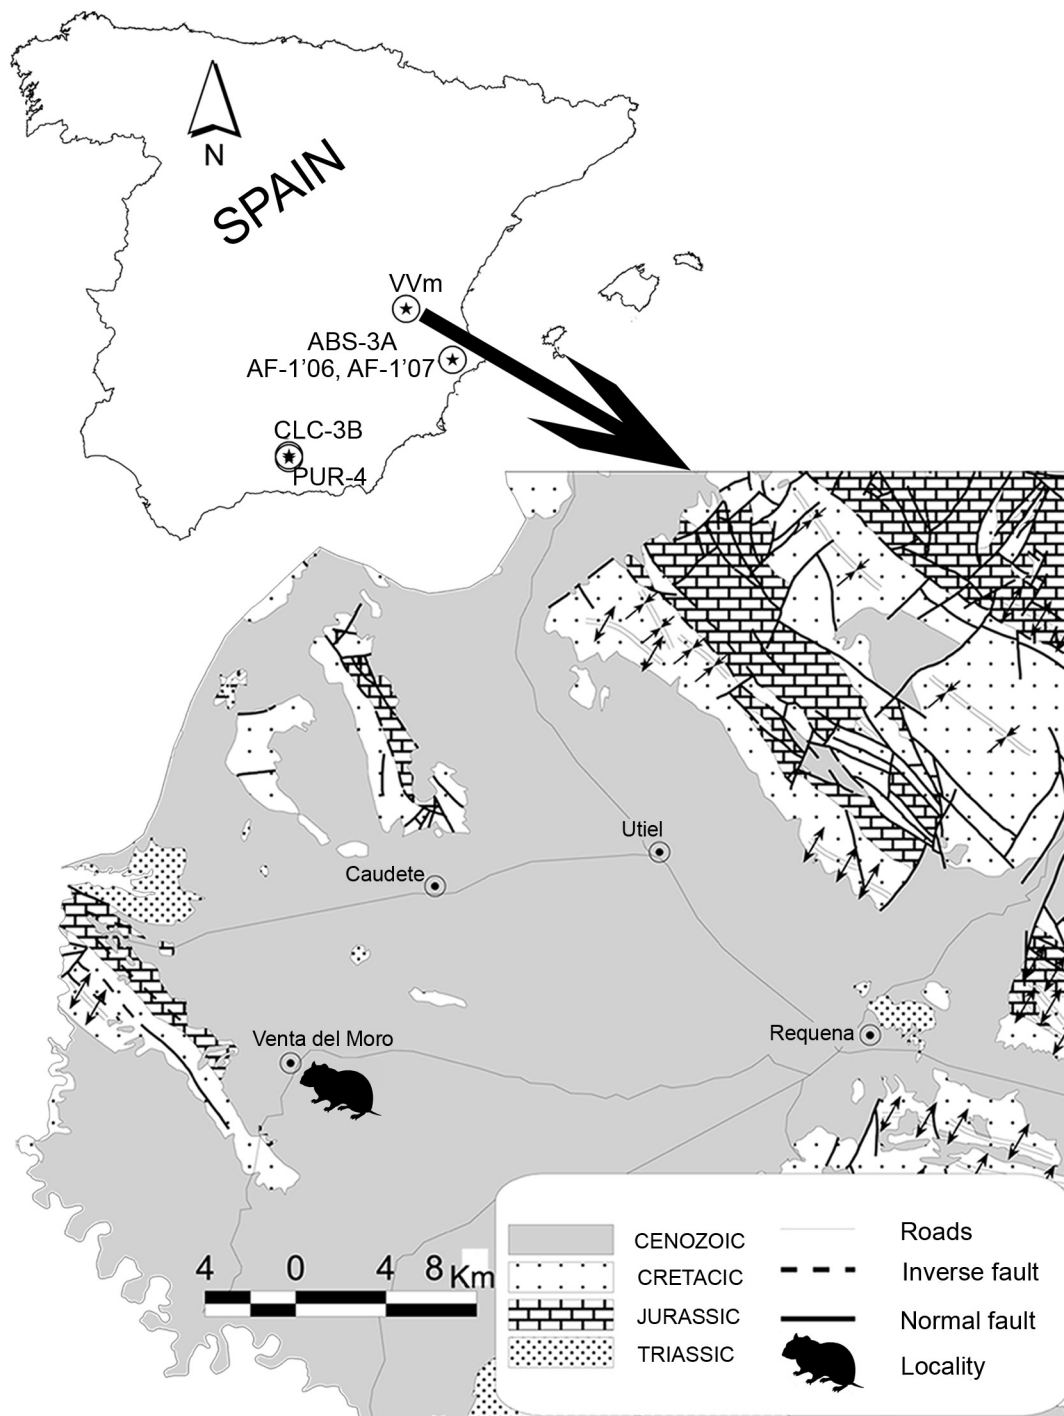 N
SPAIN
VVm
ABS-3A
AF-1'06, AF-1'07
CLC-3B
PUR-4
Utiel
Caudete
Venta del Moro
Requena
4 0 4 8 Km
CENOZOIC
CRETACIC
JURASSIC
TRIASSIC
Roads
Inverse fault
Normal fault
Locality